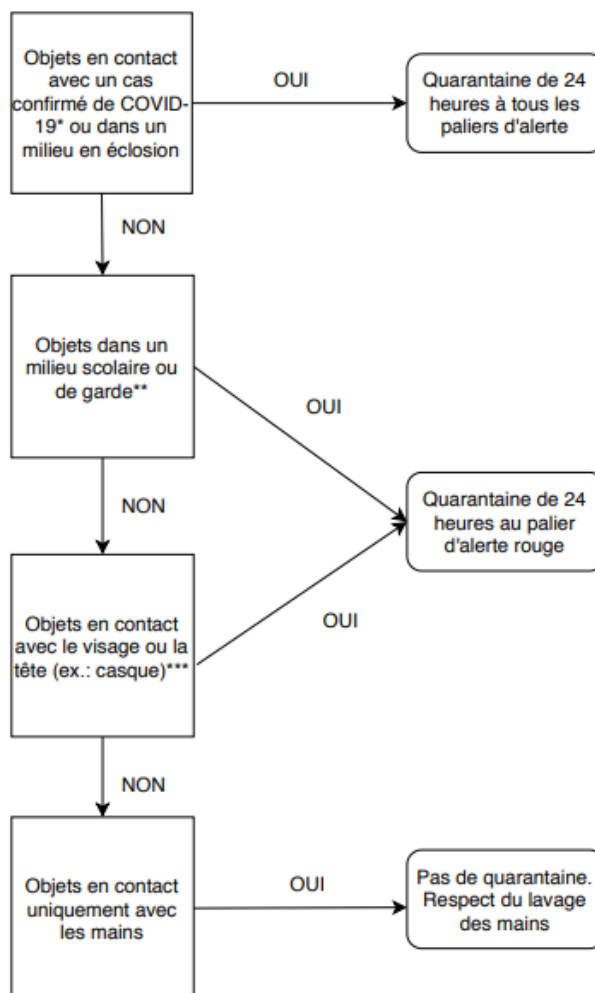 Objets en contact
avec un cas
confirmé de COVID-
19* ou dans un
milieu en éclosion
OUI
Quarantaine de 24
heures à tous les
paliers d'alerte
NON
Objets dans un
milieu scolaire ou
de garde**
OUI
Quarantaine de 24
heures au palier
d'alerte rouge
NON
Objets en contact
avec le visage ou la
tête (ex.: casque)***
OUI
NON
Objets en contact
uniquement avec
les mains
OUI
Pas de quarantaine.
Respect du lavage
des mains